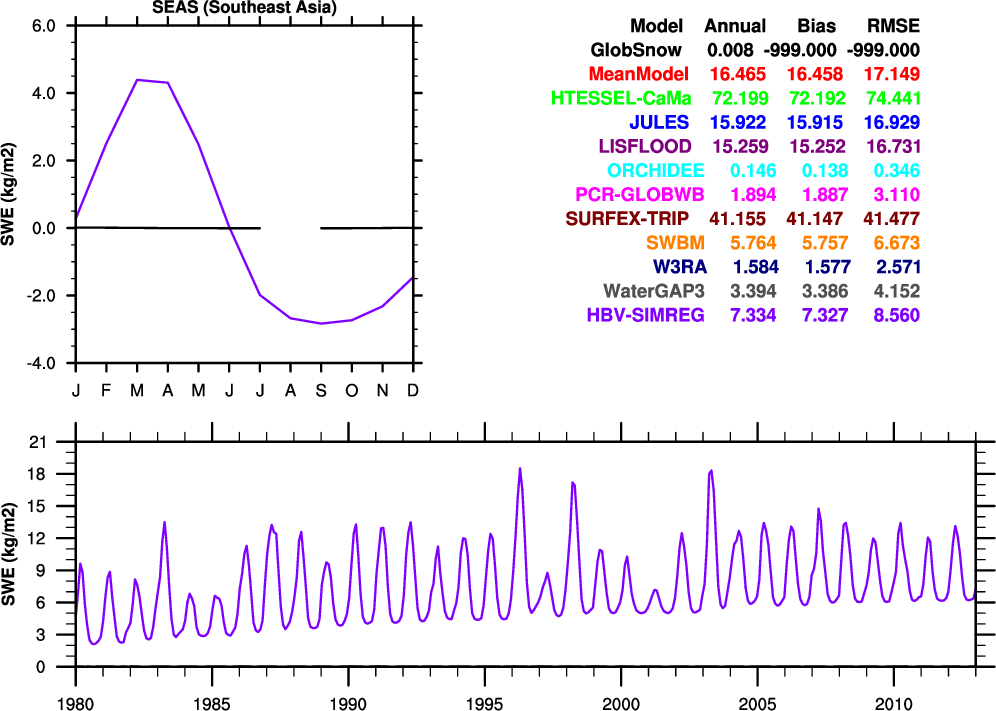 SEAS (Southeast Asia)
6.0
4.0
2.0
0.0
-2.0
-4.0
SWE (kg/m2)
J F M A M J J A S O N D
Model Annual Bias RMSE
GlobSnow 0.008 -999.000 -999.000
MeanModel 16.465 16.458 17.149
HTESSEL-CaMa 72.199 72.192 74.441
JULES 15.922 15.915 16.929
LISFLOOD 15.259 15.252 16.731
ORCHIDEE 0.146 0.138 0.346
PCR-GLOBWB 1.894 1.887 3.110
SURFEX-TRIP 41.155 41.147 41.477
SWBM 5.764 5.757 6.673
W3RA 1.584 1.577 2.571
WaterGAP3 3.394 3.386 4.152
HBV-SIMREG 7.334 7.327 8.560
21
18
15
12
9
6
3
0
SWE (kg/m2)
1980 1985 1990 1995 2000 2005 2010